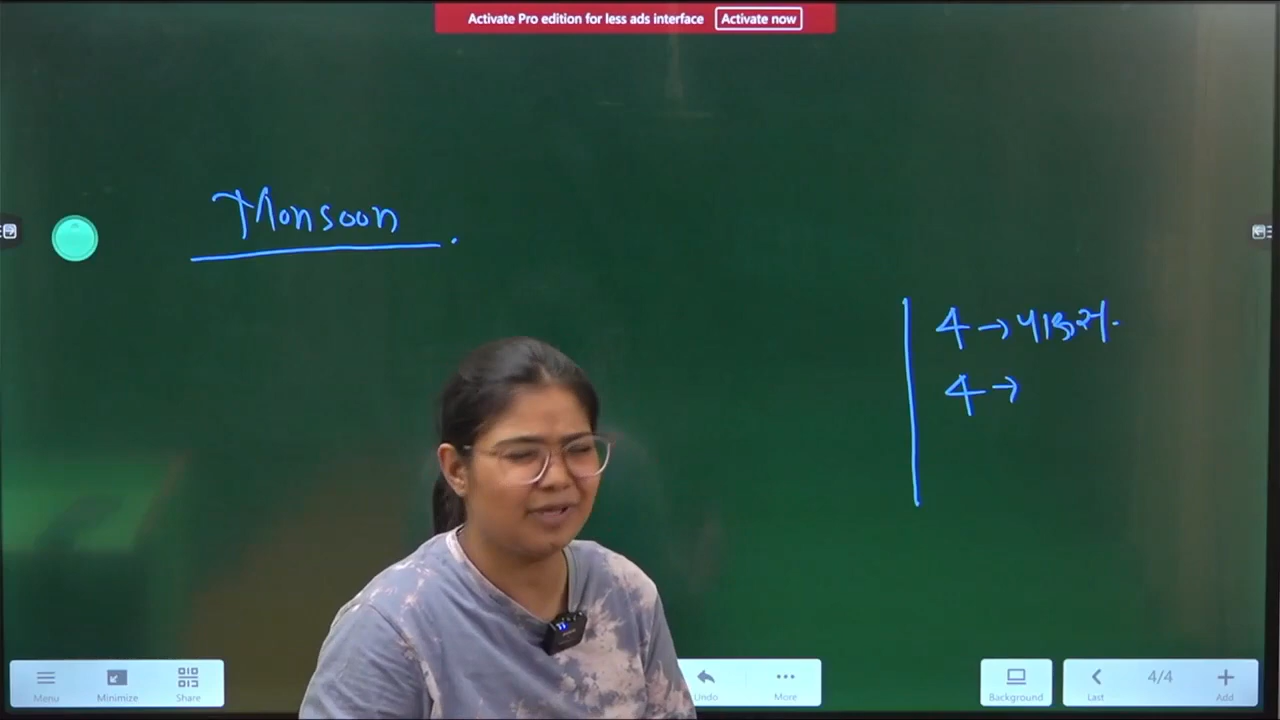 Activate Pro edition for less ads interface Activate now
Monsoon
4 →
4 →
Menu
Minimize
Share
Undo
More
Background
Last
4/4
Add